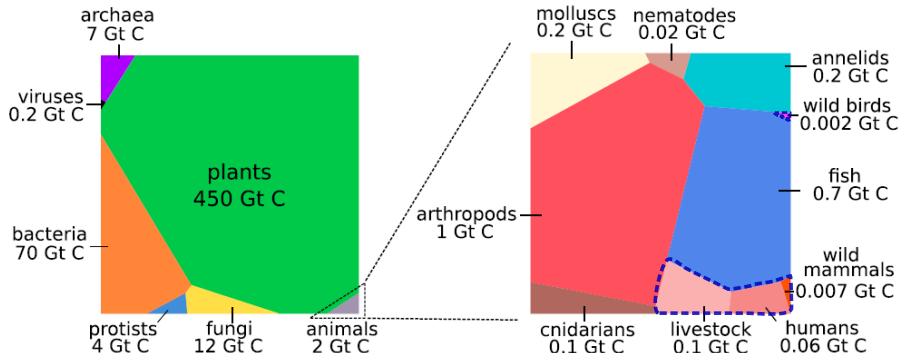 archaea
7 Gt C
viruses
0.2 Gt C
plants
450 Gt C
bacteria
70 Gt C
protists
4 Gt C
fungi
12 Gt C
animals
2 Gt C
molluscs
0.2 Gt C
nematodes
0.02 Gt C
annelids
0.2 Gt C
wild birds
0.002 Gt C
fish
0.7 Gt C
arthropods
1 Gt C
wild
mammals
0.007 Gt C
cnidarians
0.1 Gt C
livestock
0.1 Gt C
humans
0.06 Gt C